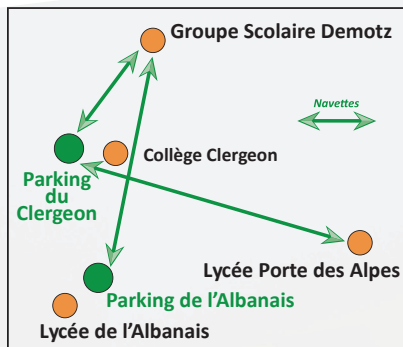 Groupe Scolaire Demotz
Navettes
Collège Clergeon
Parking
du
Clergeon
Lycée Porte des Alpes
Parking de l'Albanais
Lycée de l'Albanais